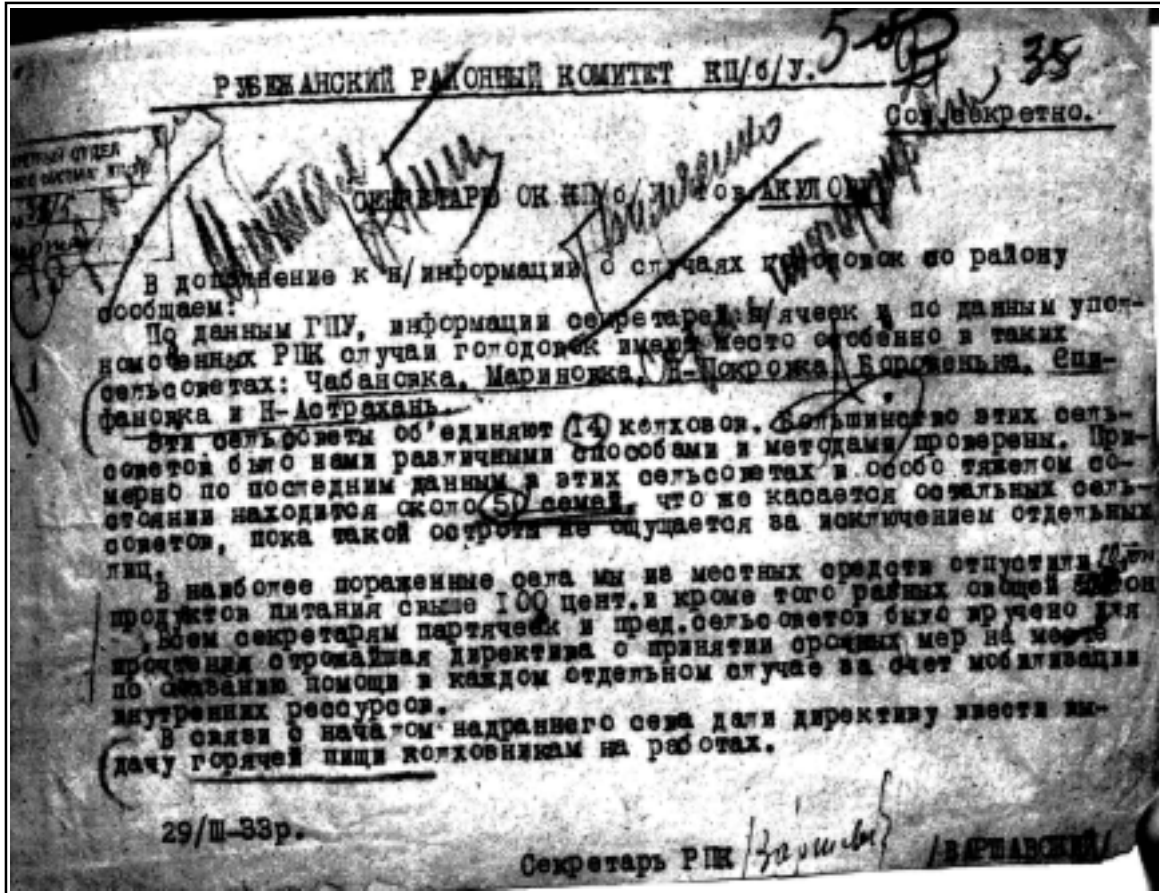 5-
35
РУБЕЖАНСКИЙ РАЙОННЫЙ КОМИТЕТ КП/б/У.
Сов.секретно.
ОТДЕЛ
СЕКРЕТАРЮ ОК КП/б/У тов. АКУЛОВУ
В дополнение к н/информации о случаях голодовок по району
сообщаем:
По данным ГПУ, информации секретарей ячеек и по данным упол-
номоченных РПК случаи голодовок имеют место особенно в таких
сельсоветах: Чабановка, Мариновка, Н-Покровка, Боровенька, Епи-
фановка и Н-Астрахань.
Эти сельсоветы об'единяют 14 колхозов. Большинство этих сель-
советов было нами различными способами и методами проверены. При-
мерно по последним данным в этих сельсоветах в особо тяжелом со-
стоянии находится около 50 семей, что же касается остальных сель-
советов, пока такой остроты не ощущается за исключением отдельных
лиц.
В наиболее пораженные села мы из местных средств отпустили
продуктов питания свыше 100 цент.и кроме того разных овощей
Всем секретарям партячеек и пред.сельсоветов было вручено для
прочтения строжайшая директива о принятии срочных мер на месте
по оказанию помощи в каждом отдельном случае за счет мобилизации
внутренних рессурсов.
В связи с началом надраннего сева дали директиву ввести вы-
дачу горячей пищи колховникам на работах.
29/III-33р.
Секретарь РПК /ВАРШАВСКИЙ/